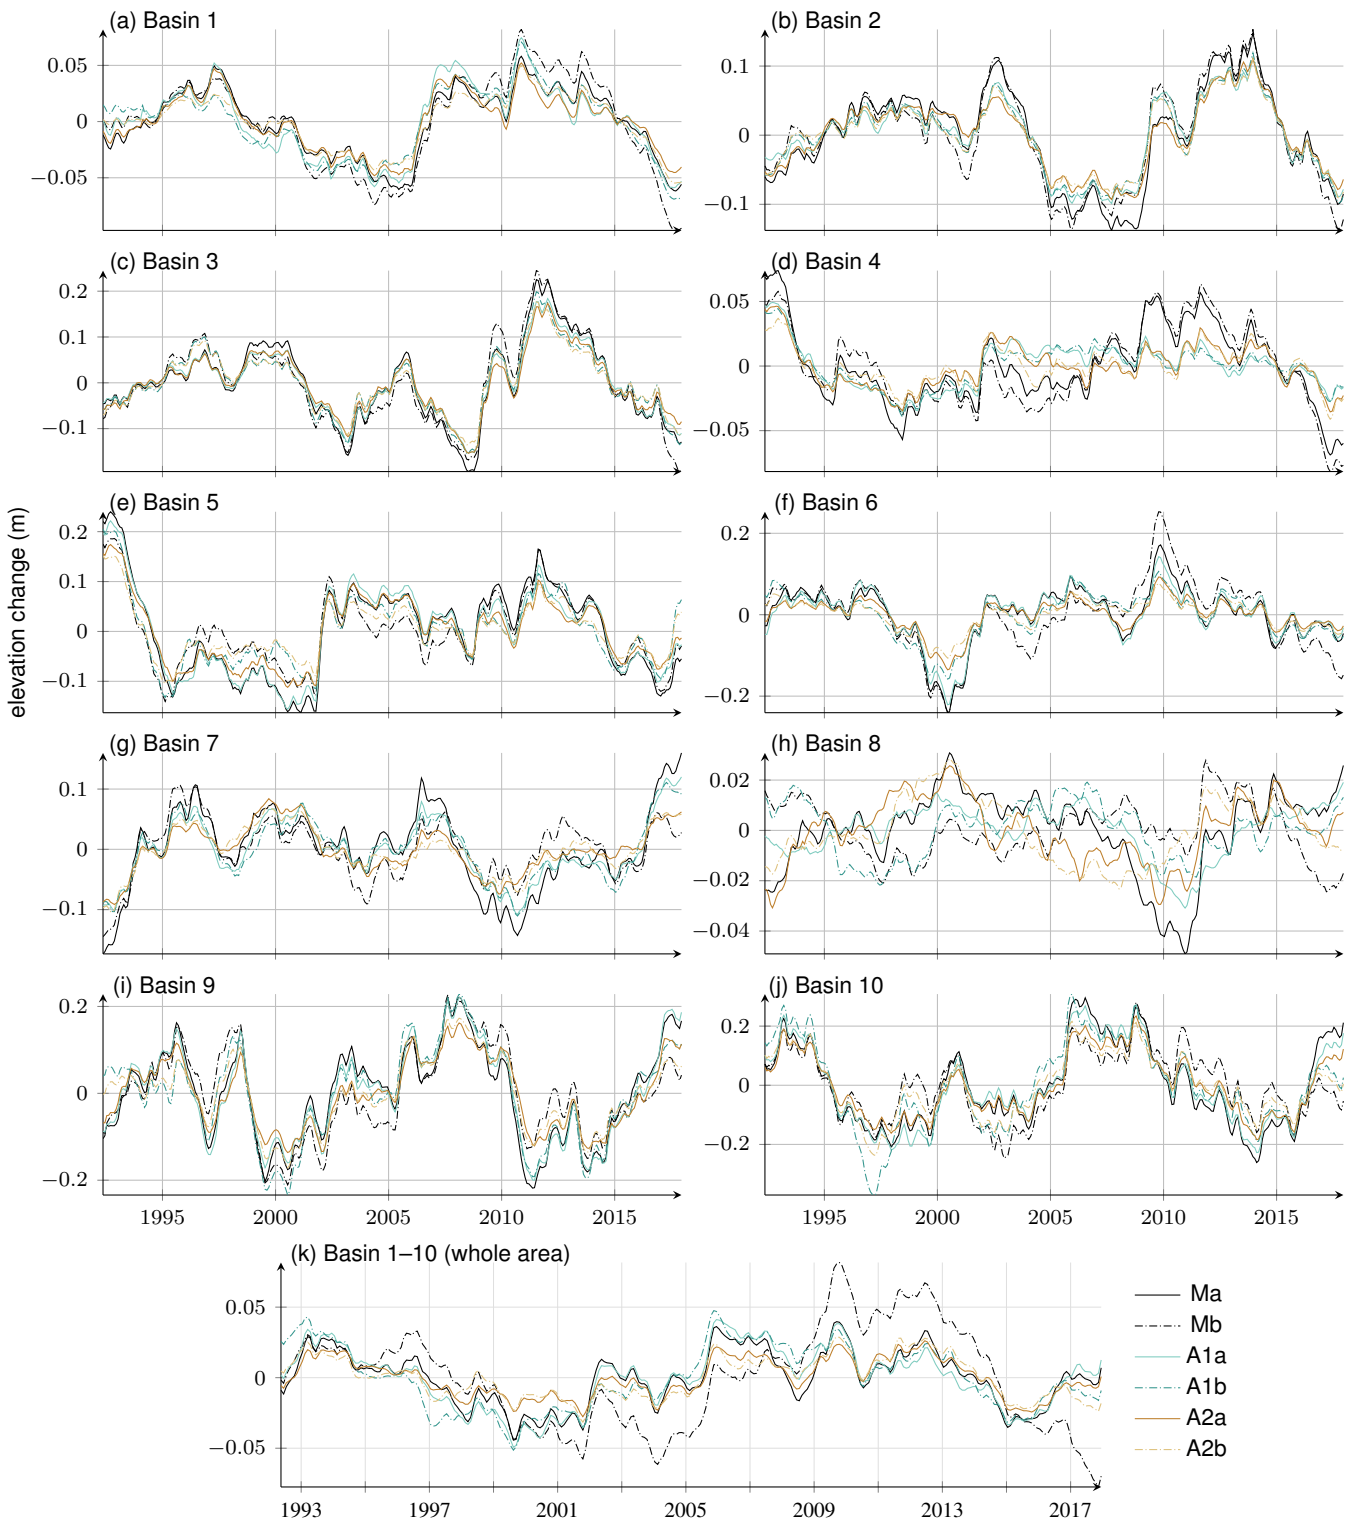 (a) Basin 1
0.05
0
−0.05
(b) Basin 2
0.1
0
−0.1
(c) Basin 3
0.2
0.1
0
−0.1
(d) Basin 4
0.05
0
−0.05
elevation change (m)
(e) Basin 5
0.2
0.1
0
−0.1
(f) Basin 6
0.2
0
−0.2
(g) Basin 7
0.1
0
−0.1
(h) Basin 8
0.02
0
−0.02
−0.04
(i) Basin 9
0.2
0
−0.2
1995 2000 2005 2010 2015
(j) Basin 10
0.2
0
−0.2
1995 2000 2005 2010 2015
(k) Basin 1–10 (whole area)
0.05
0
−0.05
1993 1997 2001 2005 2009 2013 2017
Ma
Mb
A1a
A1b
A2a
A2b